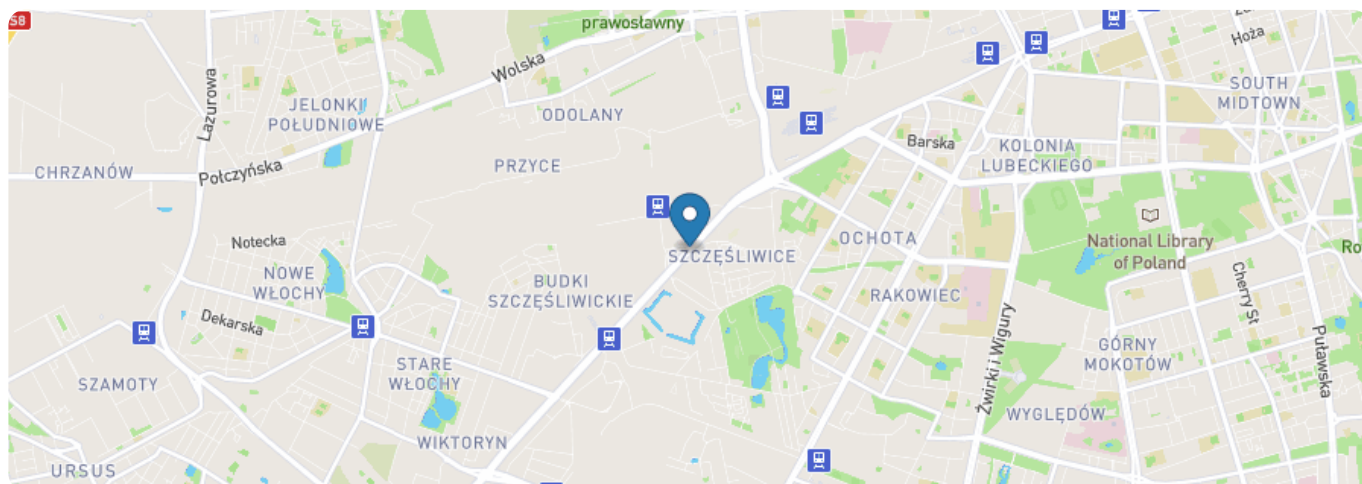 S8
prawosławny
Hoża
SOUTH
MIDTOWN
Wolska
Lazurowa
JELONKI
POŁUDNIOWE
ODOLANY
Barska
KOLONIA
LUBECKIEGO
PRZYCE
CHRZANÓW
Połczyńska
Notecka
NOWE
WŁOCHY
SZCZĘŚLIWICE
OCHOTA
National Library
of Poland
Ro
BUDKI
SZCZĘŚLIWICKIE
RAKOWIEC
Cherry St
Dekarska
Żwirki i Wigury
Puławska
GÓRNY
MOKOTÓW
STARE
WŁOCHY
SZAMOTY
WYGLĘDÓW
WIKTORYN
URSUS